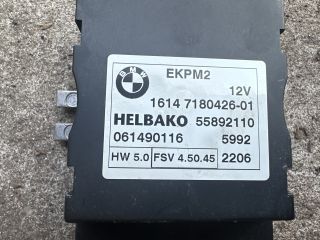 BMW
EKPM2
12V
1614 7180426-01
HELBAKO 55892110
061490116 5992
HW 5.0 FSV 4.50.45 2206